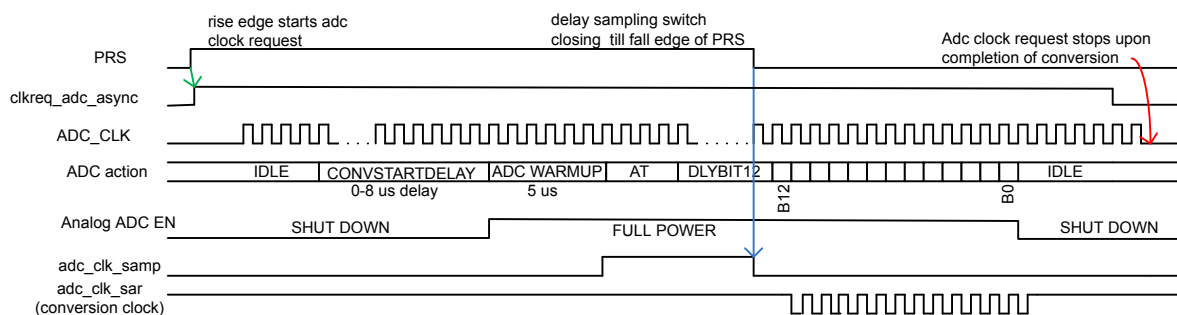 rise edge starts adc
clock request
delay sampling switch
closing till fall edge of PRS
Adc clock request stops upon
completion of conversion
PRS
clkreq_adc_async
ADC_CLK
ADC action
IDLE
CONVSTARTDELAY
ADC WARMUP
AT
DLYBIT12
B12
B0
IDLE
0-8 us delay
5 us
Analog ADC EN
SHUT DOWN
FULL POWER
SHUT DOWN
adc_clk_samp
adc_clk_sar
(conversion clock)